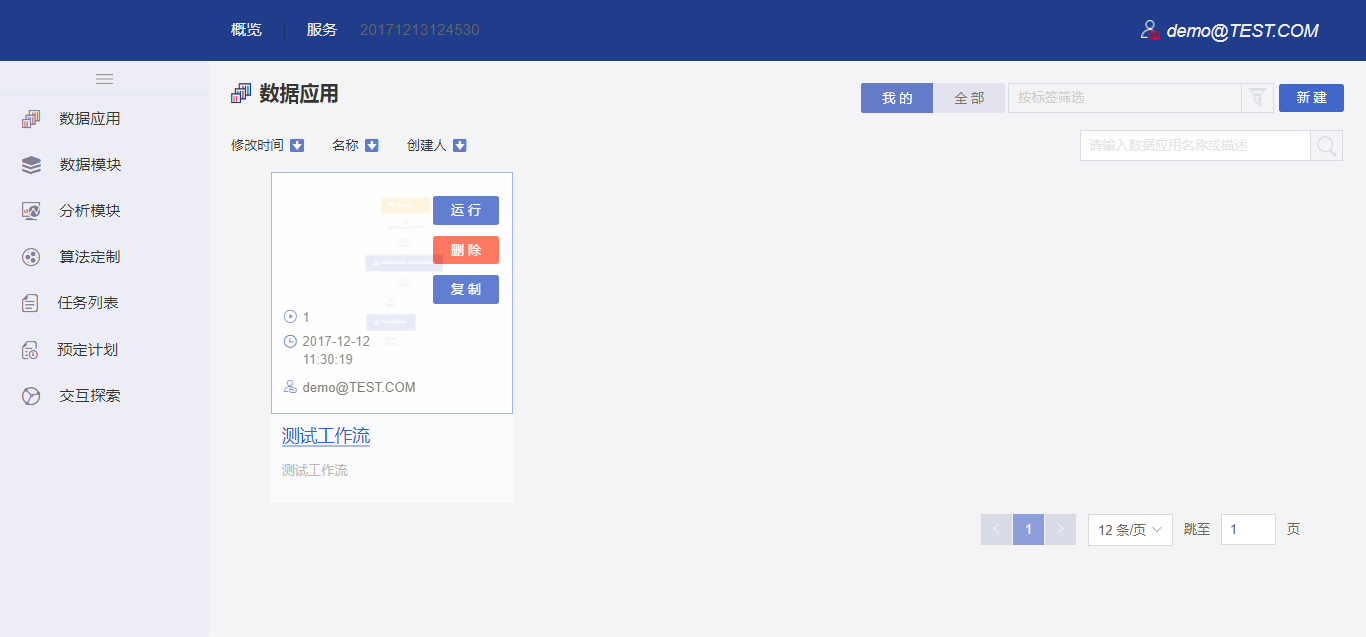 概览 服务 20171213124530 demo@TEST.COM
数据应用
数据模块
分析模块
算法定制
任务列表
预定计划
交互探索
数据应用
我的 全部 按标签筛选 新建
修改时间 名称 创建人
请输入数据应用名称或描述
运行
删除
复制
1
2017-12-12
11:30:19
demo@TEST.COM
测试工作流
测试工作流
< 1 > 12 条/页 跳至 1 页